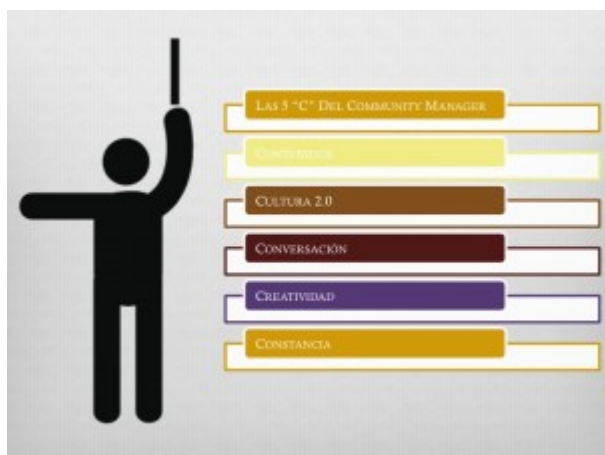 Las 5 "C" Del Community Manager
Contenidos
Cultura 2.0
Conversación
Creatividad
Constancia